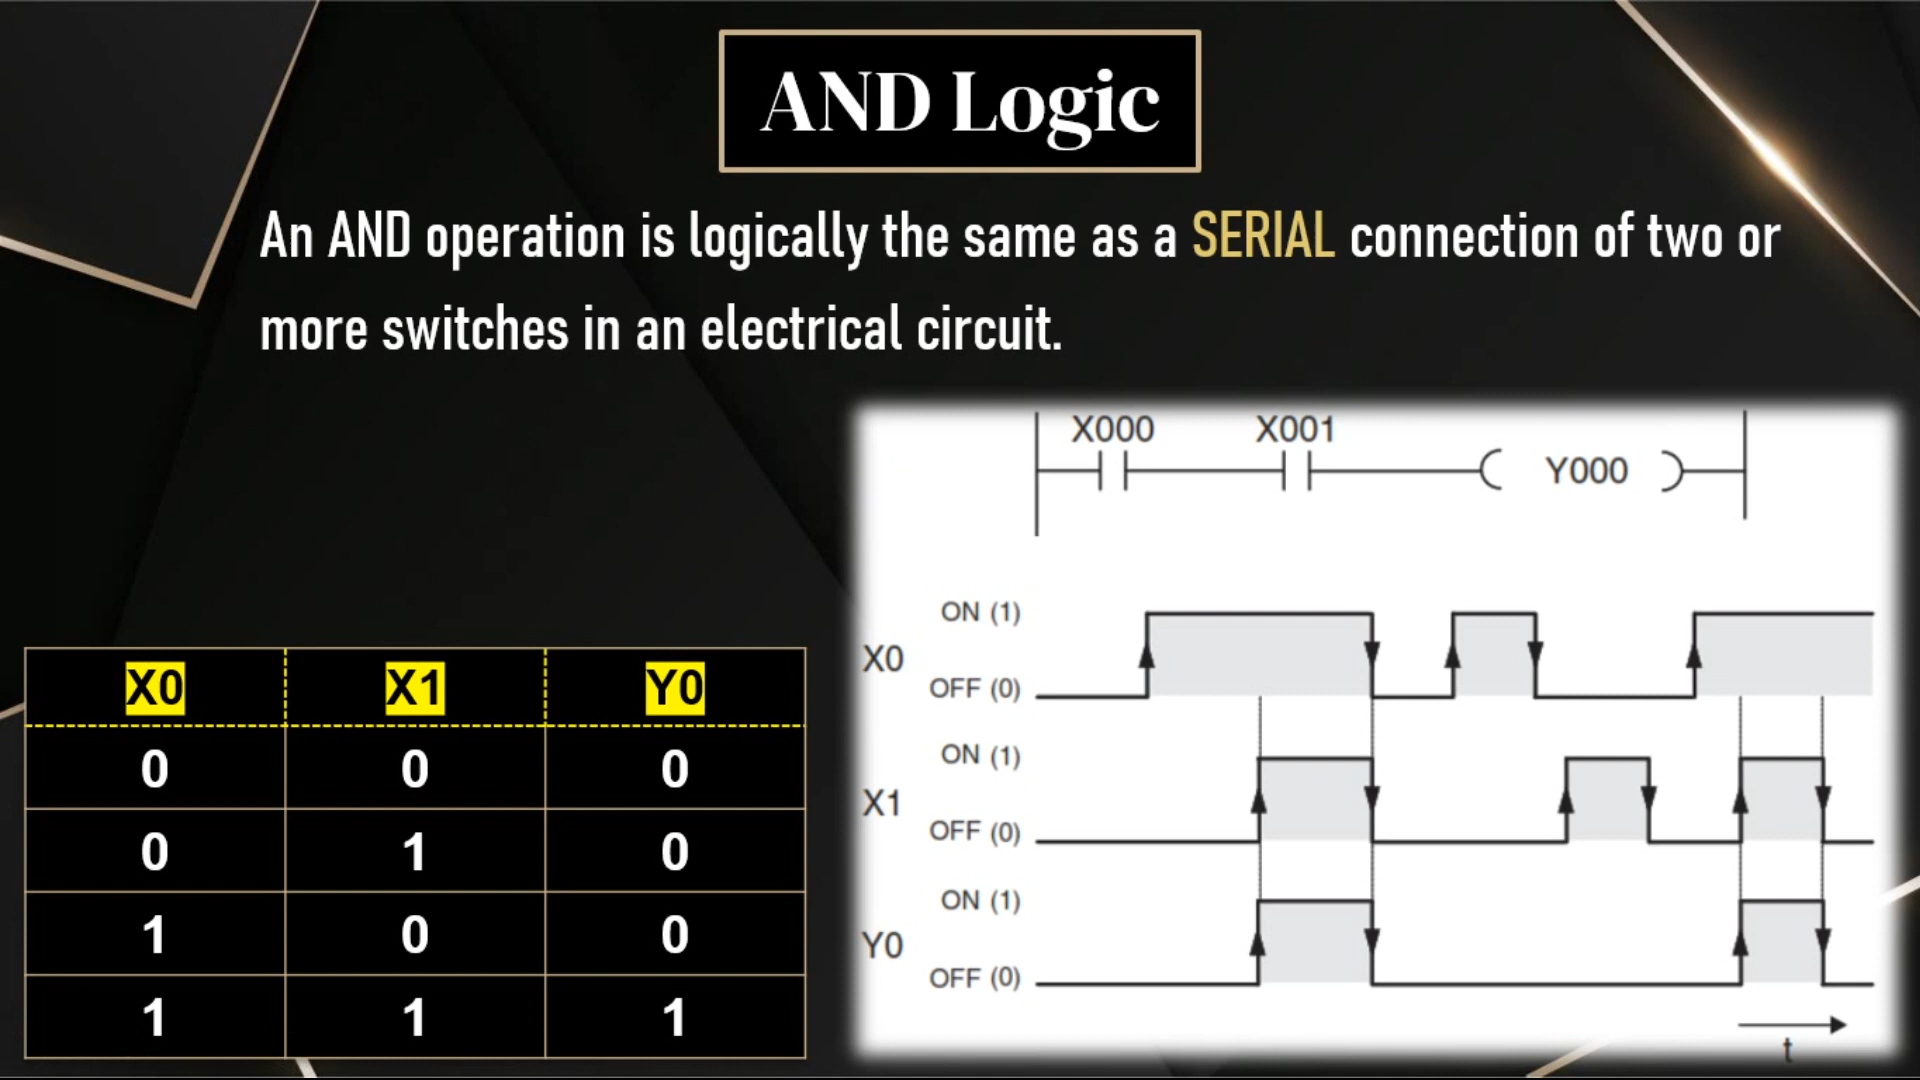 AND Logic
An AND operation is logically the same as a SERIAL connection of two or
more switches in an electrical circuit.
X000 X001
Y000
X0 X1 Y0
0 0 0
0 1 0
1 0 0
1 1 1
ON (1)
X0
OFF (0)
ON (1)
X1
OFF (0)
ON (1)
Y0
OFF (0)
t